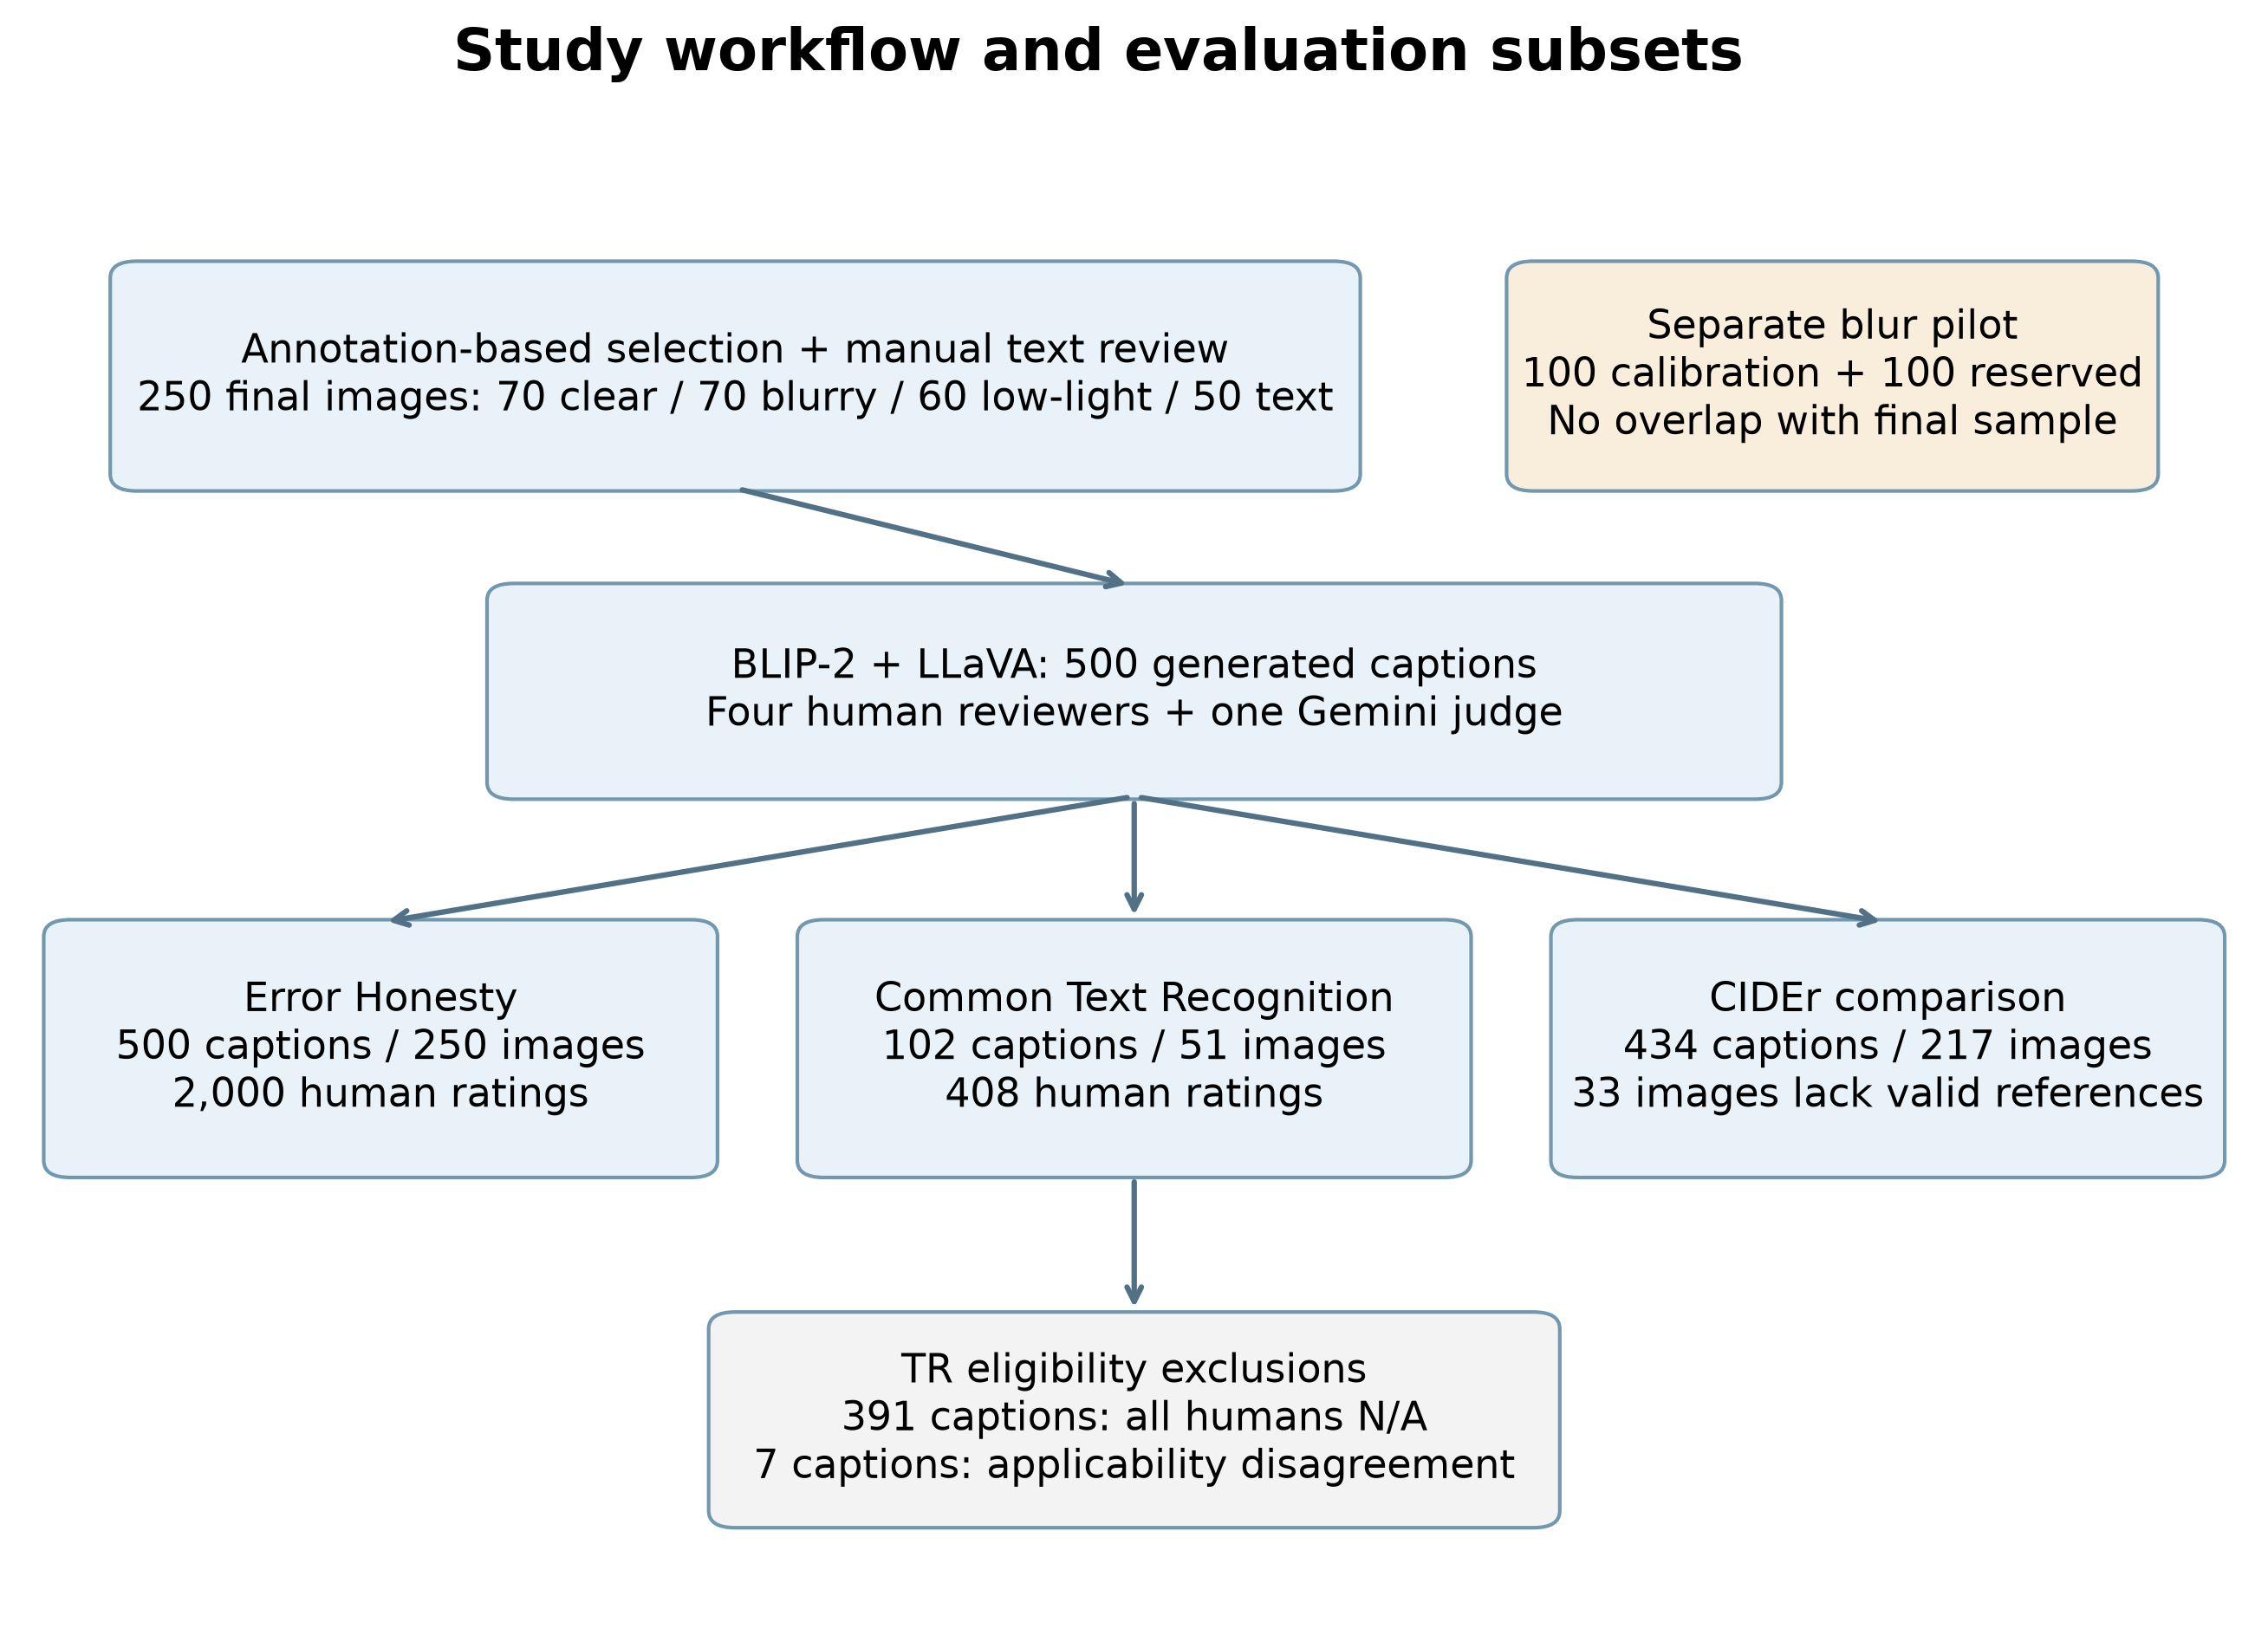 Study workflow and evaluation subsets
Annotation-based selection + manual text review
250 final images: 70 clear / 70 blurry / 60 low-light / 50 text
Separate blur pilot
100 calibration + 100 reserved
No overlap with final sample
BLIP-2 + LLaVA: 500 generated captions
Four human reviewers + one Gemini judge
Error Honesty
500 captions / 250 images
2,000 human ratings
Common Text Recognition
102 captions / 51 images
408 human ratings
CIDEr comparison
434 captions / 217 images
33 images lack valid references
TR eligibility exclusions
391 captions: all humans N/A
7 captions: applicability disagreement